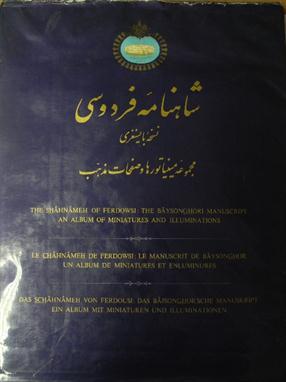 شاهنامه فردوسی
نسخه بایسنغری
مجموعه مینیاتورها و صفحات مذهب
THE SHĀHNĀMEH OF FERDOWSI: THE BĀYSONGHORI MANUSCRIPT
AN ALBUM OF MINIATURES AND ILLUMINATIONS
LE CHĀHNĀMEH DE FERDOWSI: LE MANUSCRIT DE BĀYSONGHOR
UN ALBUM DE MINIATURES ET ENLUMINURES
DAS SCHĀHNĀMEH VON FERDOUSI: DAS BĀISONGHORISCHE MANUSKRIPT
EIN ALBUM MIT MINIATUREN UND ILLUMINATIONEN